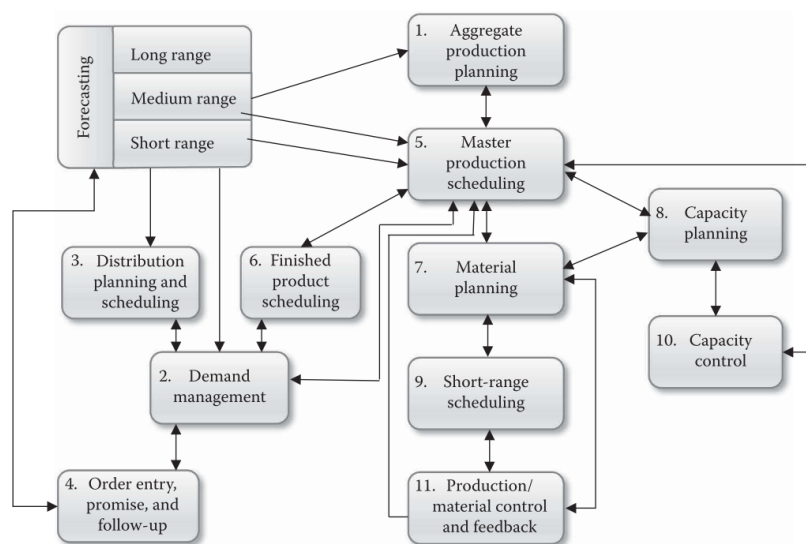 Forecasting
Long range
Medium range
Short range
1. Aggregate
production
planning
5. Master
production
scheduling
8. Capacity
planning
3. Distribution
planning and
scheduling
6. Finished
product
scheduling
7. Material
planning
10. Capacity
control
2. Demand
management
9. Short-range
scheduling
4. Order entry,
promise, and
follow-up
11. Production/
material control
and feedback